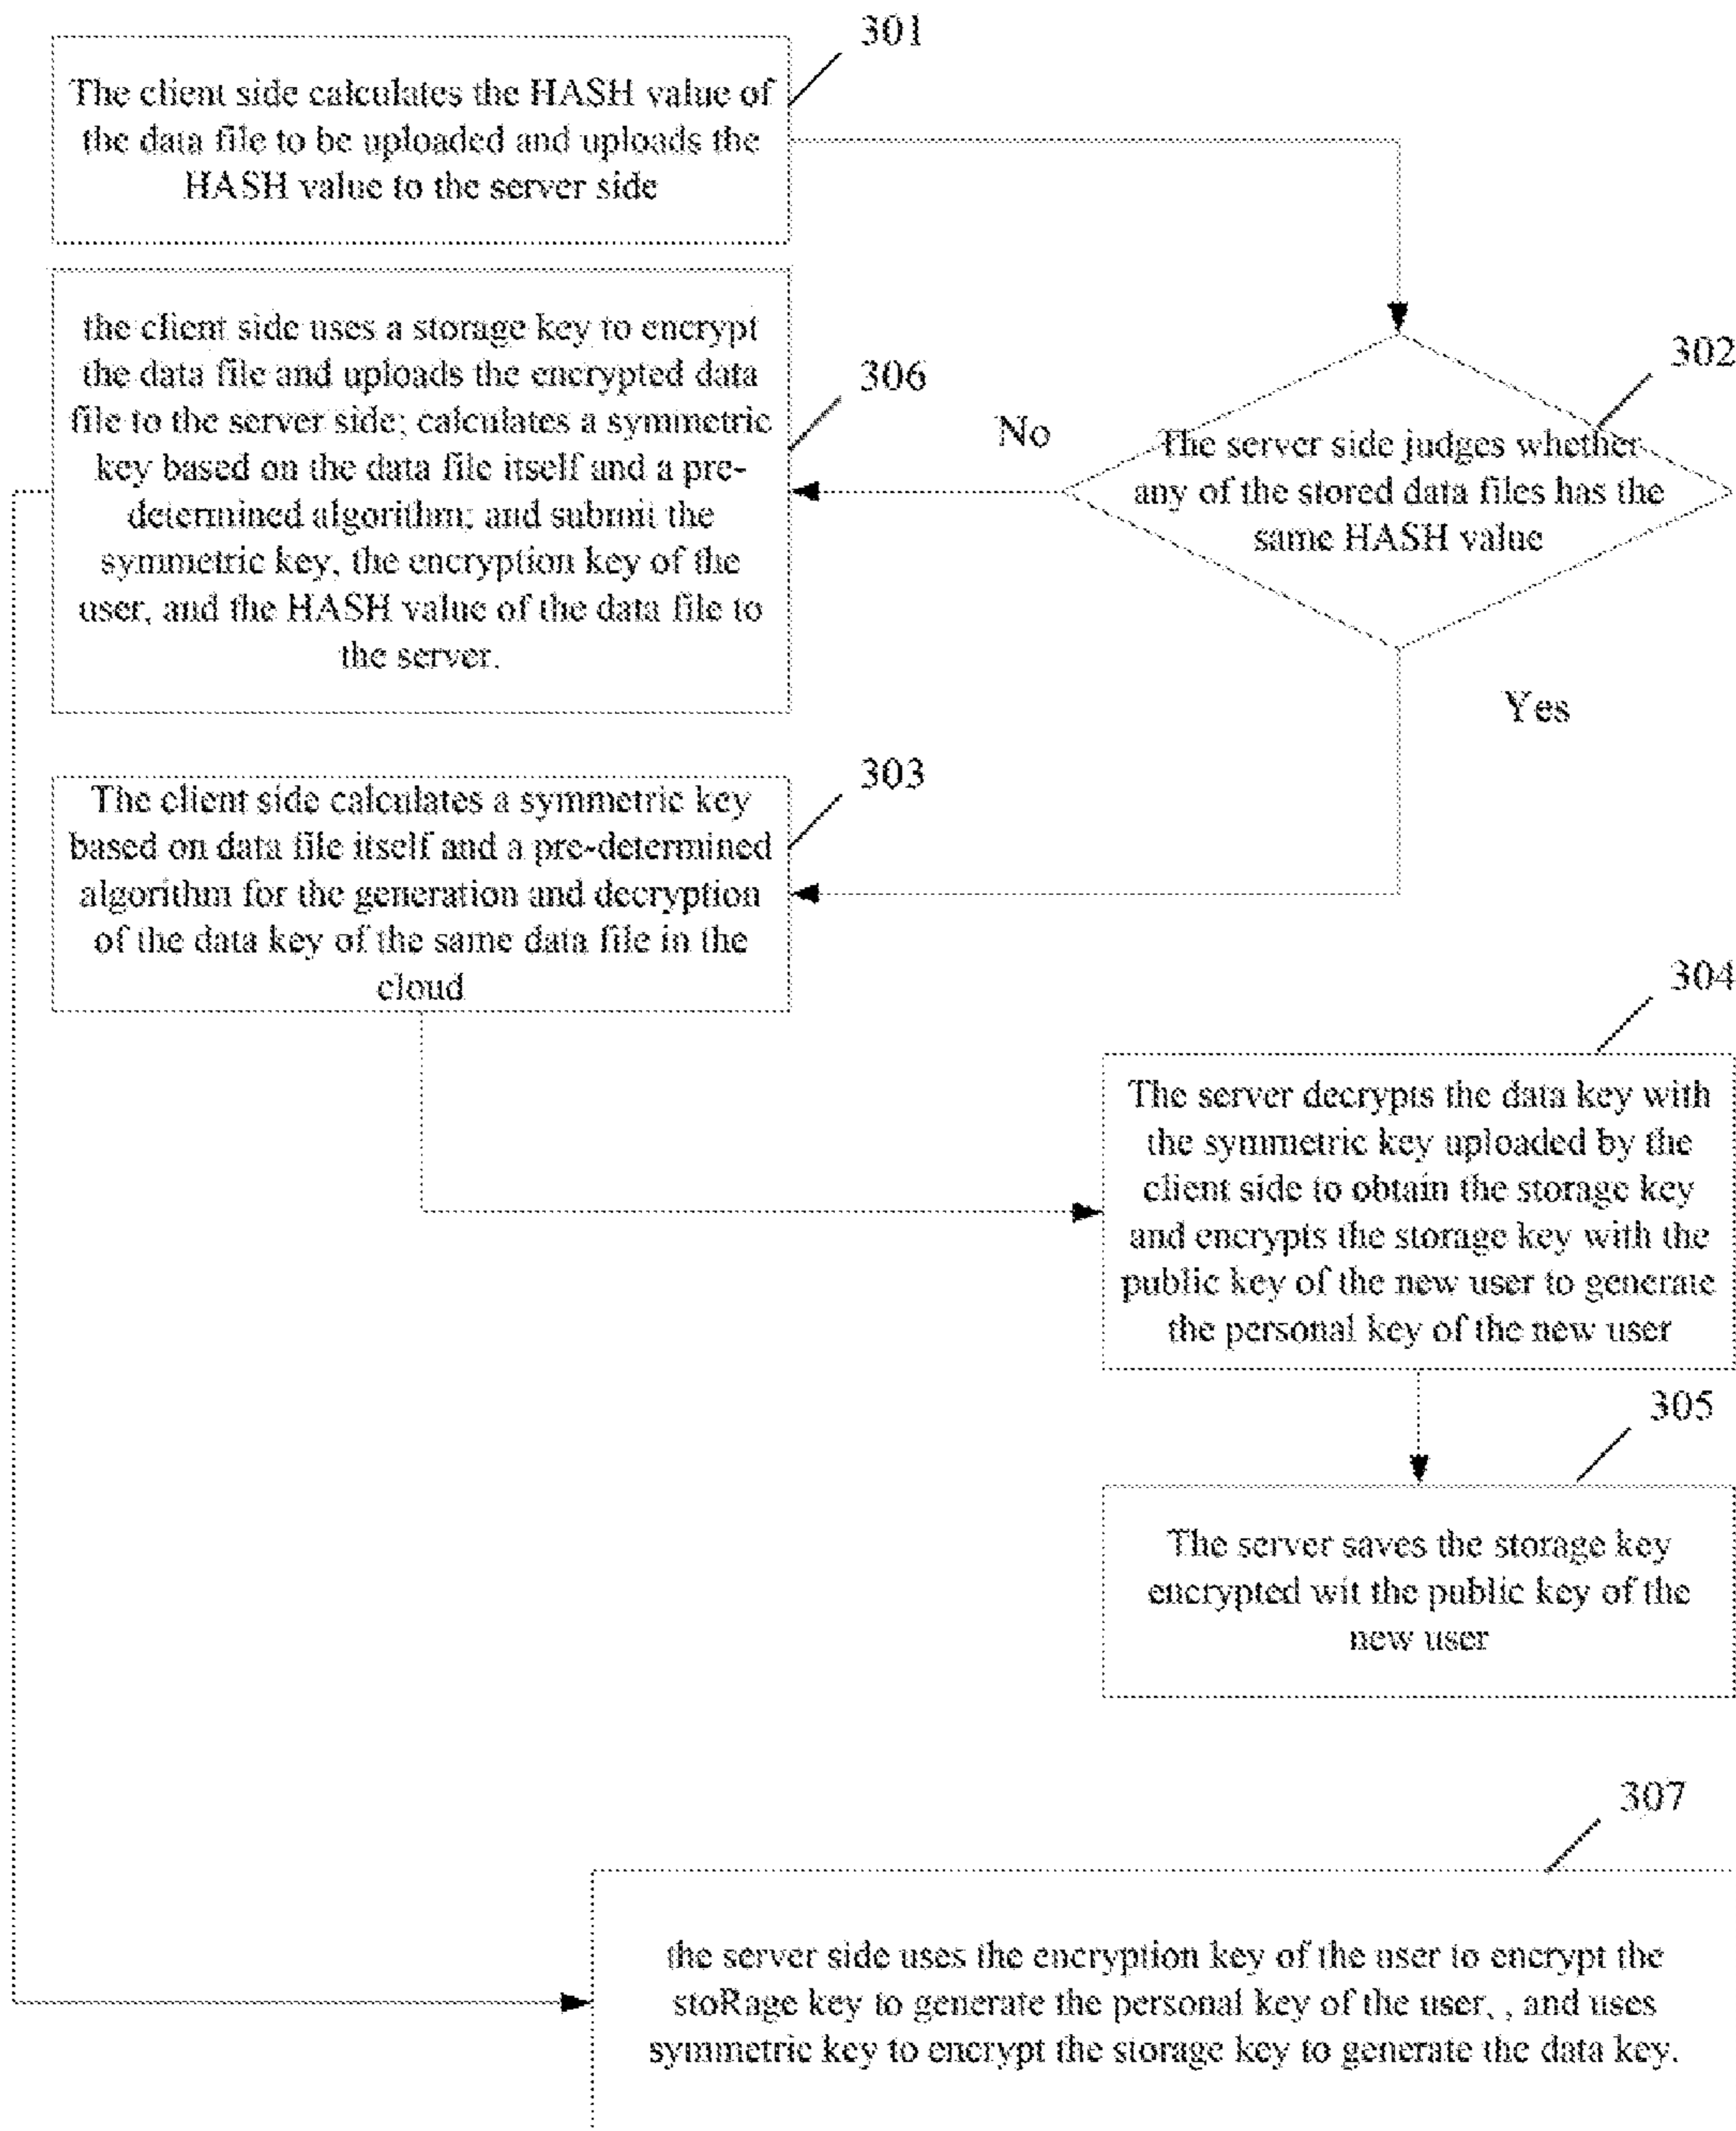 301
The client side calculates the HASH value of
the data file to be uploaded and uploads the
HASH value to the server side
302
The server side judges whether
any of the stored data files has the
same HASH value
No
Yes
306
the client side uses a storage key to encrypt
the data file and uploads the encrypted data
file to the server side; calculates a symmetric
key based on the data file itself and a pre-
determined algorithm; and submit the
symmetric key, the encryption key of the
user, and the HASH value of the data file to
the server.
303
The client side calculates a symmetric key
based on data file itself and a pre-determined
algorithm for the generation and decryption
of the data key of the same data file in the
cloud
304
The server decrypts the data key with
the symmetric key uploaded by the
client side to obtain the storage key
and encrypts the storage key with the
public key of the new user to generate
the personal key of the new user
305
The server saves the storage key
encrypted wit the public key of the
new user
307
the server side uses the encryption key of the user to encrypt the
stoRage key to generate the personal key of the user, , and uses
symmetric key to encrypt the storage key to generate the data key.